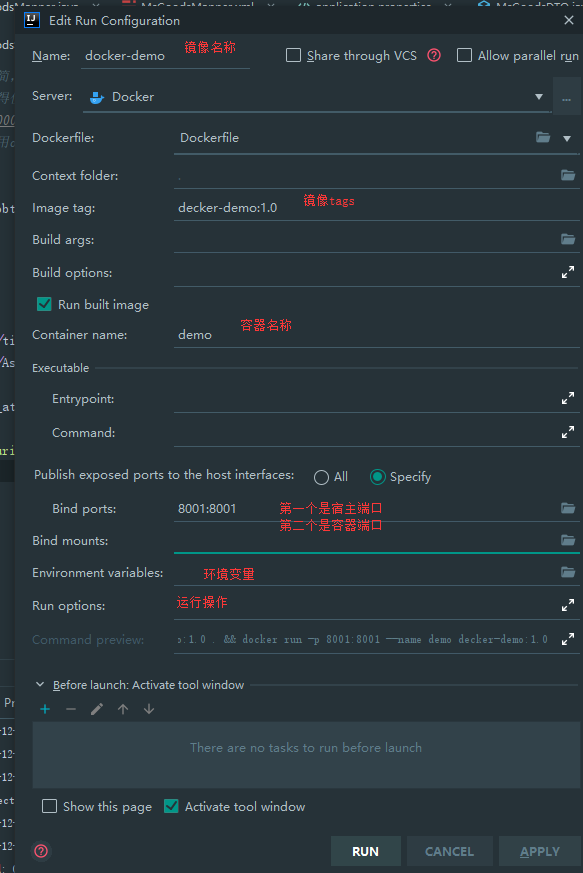 Edit Run Configuration
Name: docker-demo 镜像名称 Share through VCS Allow parallel run
Server: Docker ...
Dockerfile: Dockerfile
Context folder: .
Image tag: decker-demo:1.0 镜像tags
Build args:
Build options:
Run built image
Container name: demo 容器名称
Executable
Entrypoint:
Command:
Publish exposed ports to the host interfaces: All Specify
Bind ports: 8001:8001 第一个是宿主端口
第二个是容器端口
Bind mounts:
Environment variables: 环境变量
Run options: 运行操作
Command preview: o:1.0 . && docker run -p 8001:8001 --name demo decker-demo:1.0
Before launch: Activate tool window
There are no tasks to run before launch
Show this page Activate tool window
RUN CANCEL APPLY